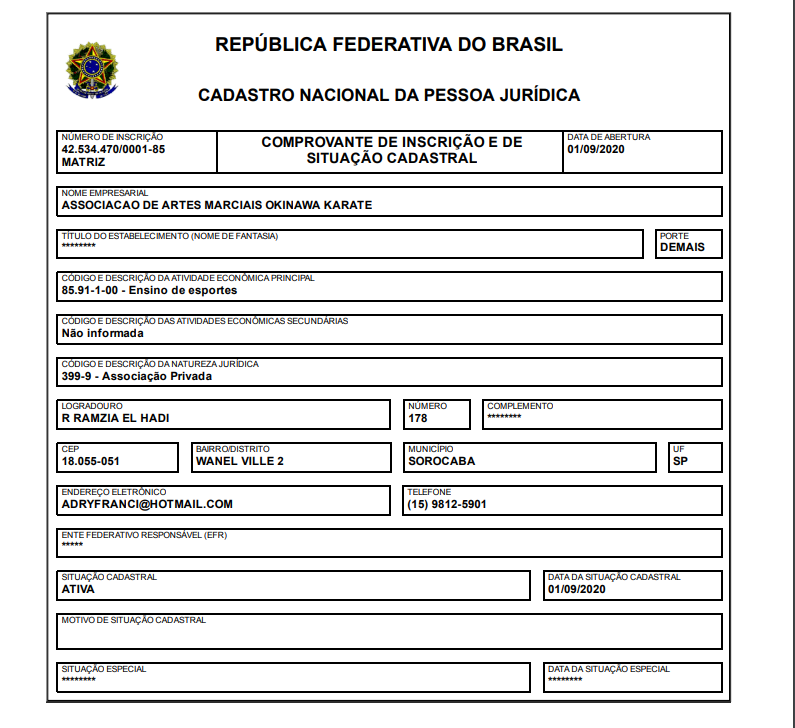 REPÚBLICA FEDERATIVA DO BRASIL
CADASTRO NACIONAL DA PESSOA JURÍDICA
NÚMERO DE INSCRIÇÃO
42.534.470/0001-85
MATRIZ
COMPROVANTE DE INSCRIÇÃO E DE
SITUAÇÃO CADASTRAL
DATA DE ABERTURA
01/09/2020
NOME EMPRESARIAL
ASSOCIACAO DE ARTES MARCIAIS OKINAWA KARATE
TÍTULO DO ESTABELECIMENTO (NOME DE FANTASIA)
********
PORTE
DEMAIS
CÓDIGO E DESCRIÇÃO DA ATIVIDADE ECONÔMICA PRINCIPAL
85.91-1-00 - Ensino de esportes
CÓDIGO E DESCRIÇÃO DAS ATIVIDADES ECONÔMICAS SECUNDÁRIAS
Não informada
CÓDIGO E DESCRIÇÃO DA NATUREZA JURÍDICA
399-9 - Associação Privada
LOGRADOURO
R RAMZIA EL HADI
NÚMERO
178
COMPLEMENTO
********
CEP
18.055-051
BAIRRO/DISTRITO
WANEL VILLE 2
MUNICÍPIO
SOROCABA
UF
SP
ENDEREÇO ELETRÔNICO
ADRYFRANCI@HOTMAIL.COM
TELEFONE
(15) 9812-5901
ENTE FEDERATIVO RESPONSÁVEL (EFR)
*****
SITUAÇÃO CADASTRAL
ATIVA
DATA DA SITUAÇÃO CADASTRAL
01/09/2020
MOTIVO DE SITUAÇÃO CADASTRAL
SITUAÇÃO ESPECIAL
********
DATA DA SITUAÇÃO ESPECIAL
********